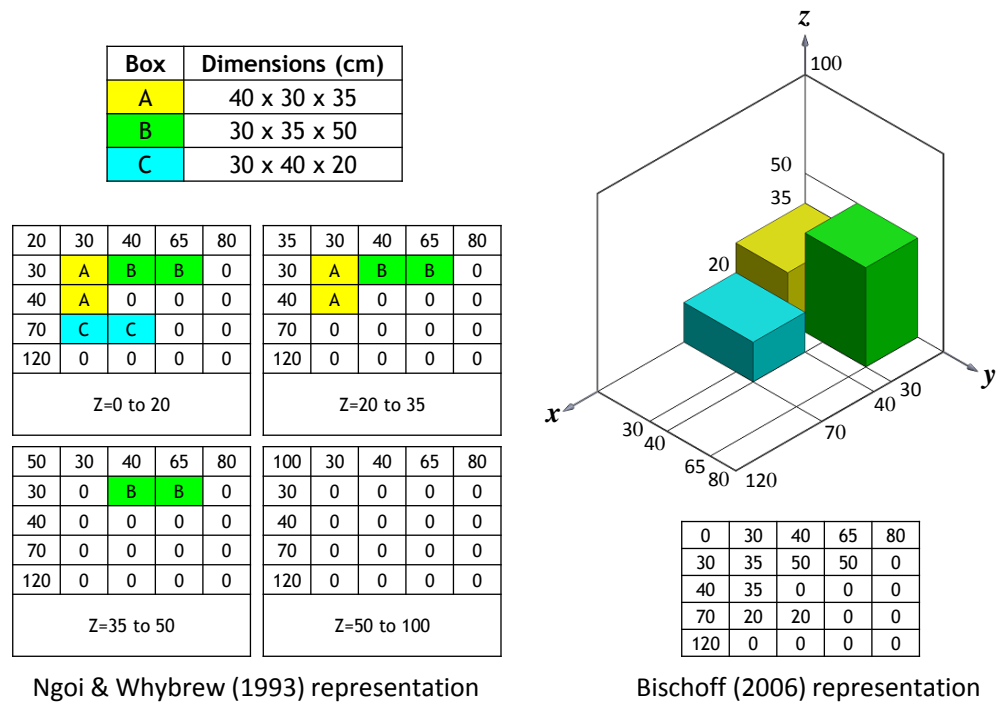 Box Dimensions (cm)
A 40 x 30 x 35
B 30 x 35 x 50
C 30 x 40 x 20
20 30 40 65 80
30 A B B 0
40 A 0 0 0
70 C C 0 0
120 0 0 0 0
Z=0 to 20
35 30 40 65 80
30 A B B 0
40 A 0 0 0
70 0 0 0 0
120 0 0 0 0
Z=20 to 35
50 30 40 65 80
30 0 B B 0
40 0 0 0 0
70 0 0 0 0
120 0 0 0 0
Z=35 to 50
100 30 40 65 80
30 0 0 0 0
40 0 0 0 0
70 0 0 0 0
120 0 0 0 0
Z=50 to 100
Ngoi & Whybrew (1993) representation
z
100
50
35
20
y
x
30
40
65
80
120
70
40
30
0 30 40 65 80
30 35 50 50 0
40 35 0 0 0
70 20 20 0 0
120 0 0 0 0
Bischoff (2006) representation